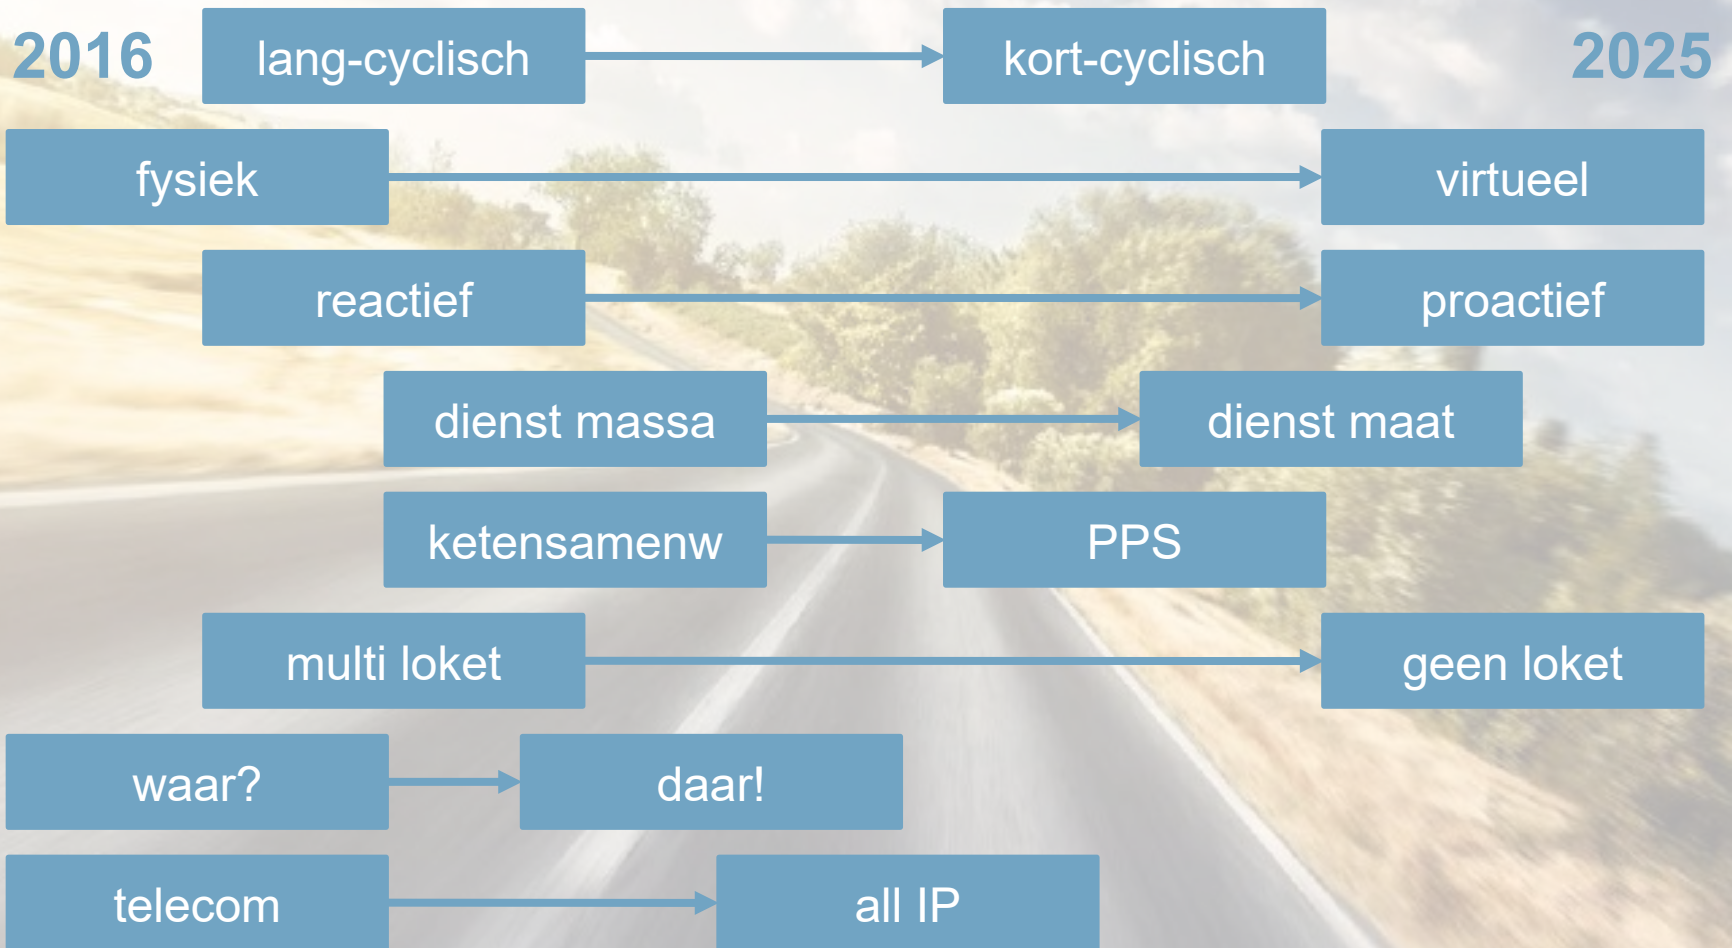 2016
lang-cyclisch
kort-cyclisch
2025
fysiek
virtueel
reactief
proactief
dienst massa
dienst maat
ketensamenw
PPS
multi loket
geen loket
waar?
daar!
telecom
all IP